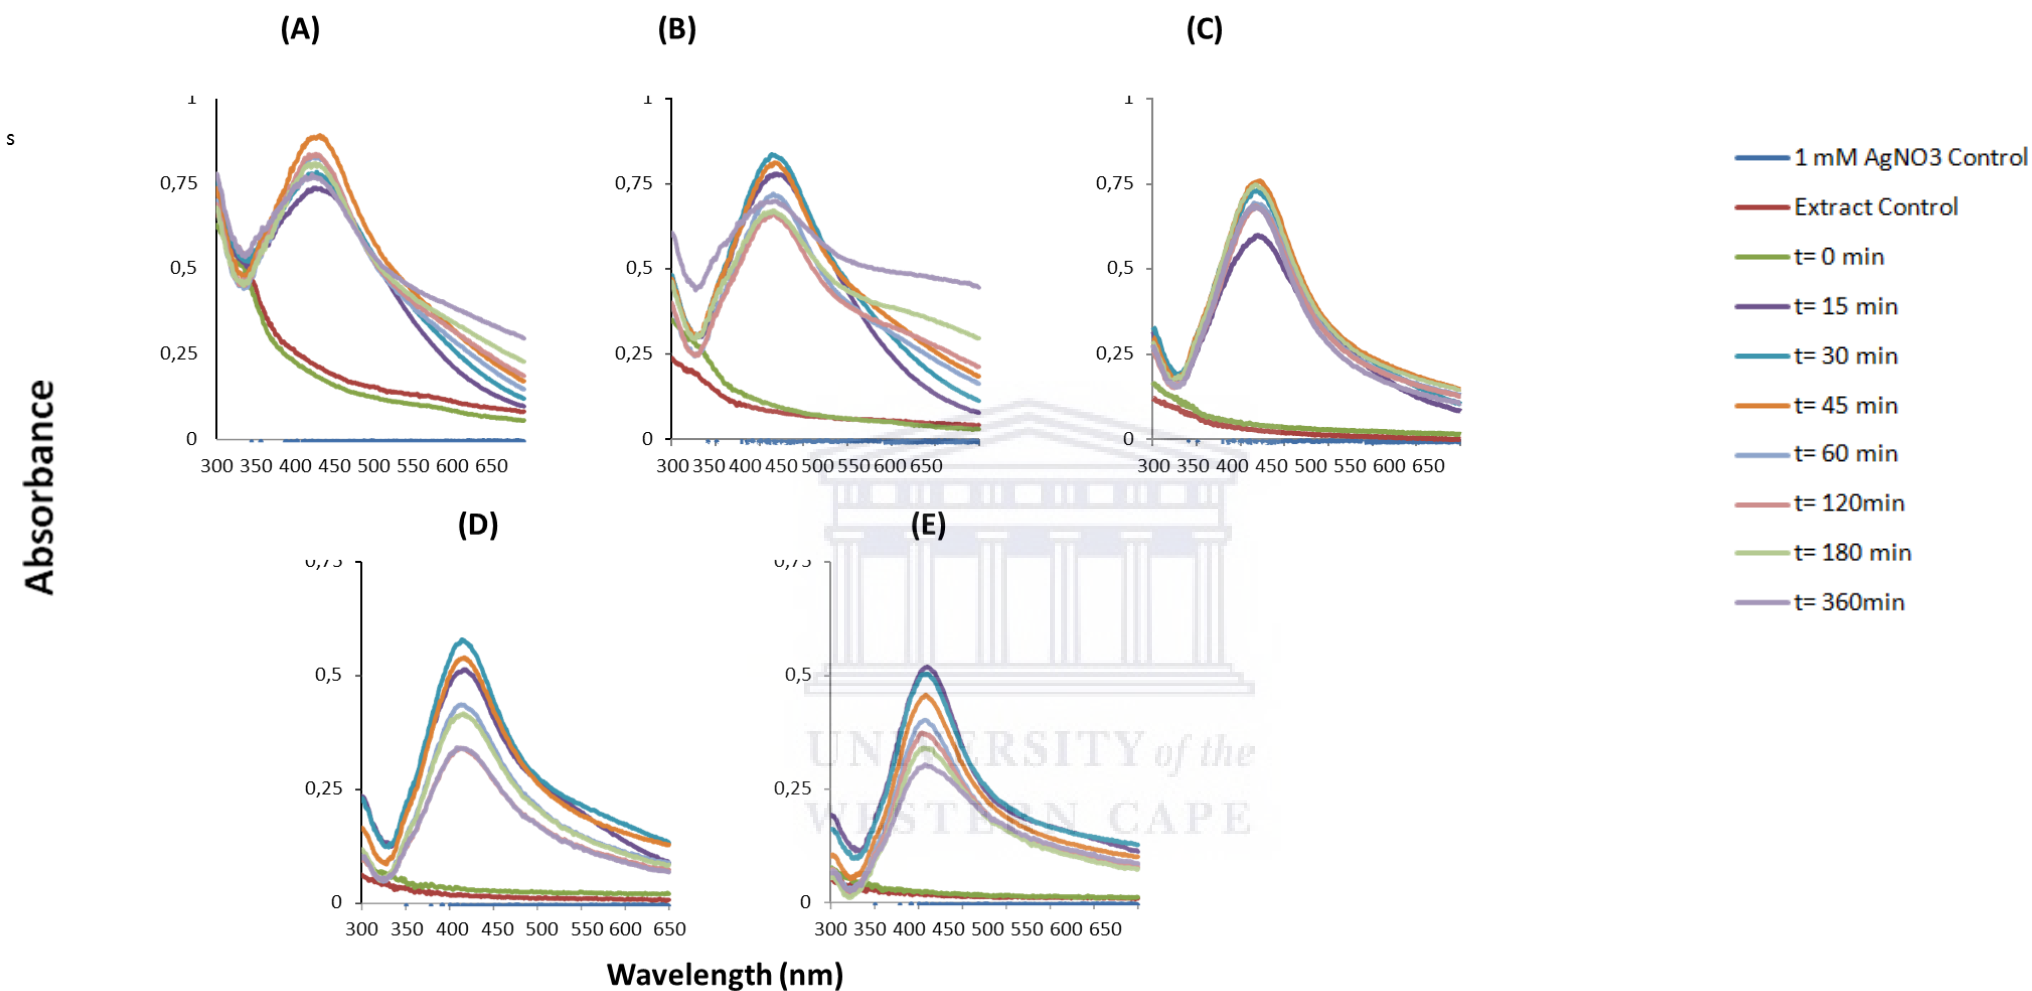 (A)
(B)
(C)
s
1
0,75
0,5
0,25
0
300 350 400 450 500 550 600 650
1
0,75
0,5
0,25
0
300 350 400 450 500 550 600 650
1
0,75
0,5
0,25
0
300 350 400 450 500 550 600 650
1 mM AgNO3 Control
Extract Control
t= 0 min
t= 15 min
t= 30 min
t= 45 min
t= 60 min
t= 120min
t= 180 min
t= 360min
Absorbance
(D)
(E)
0,75
0,5
0,25
0
300 350 400 450 500 550 600 650
0,75
0,5
0,25
0
300 350 400 450 500 550 600 650
UNIVERSITY of the
WESTERN CAPE
Wavelength (nm)